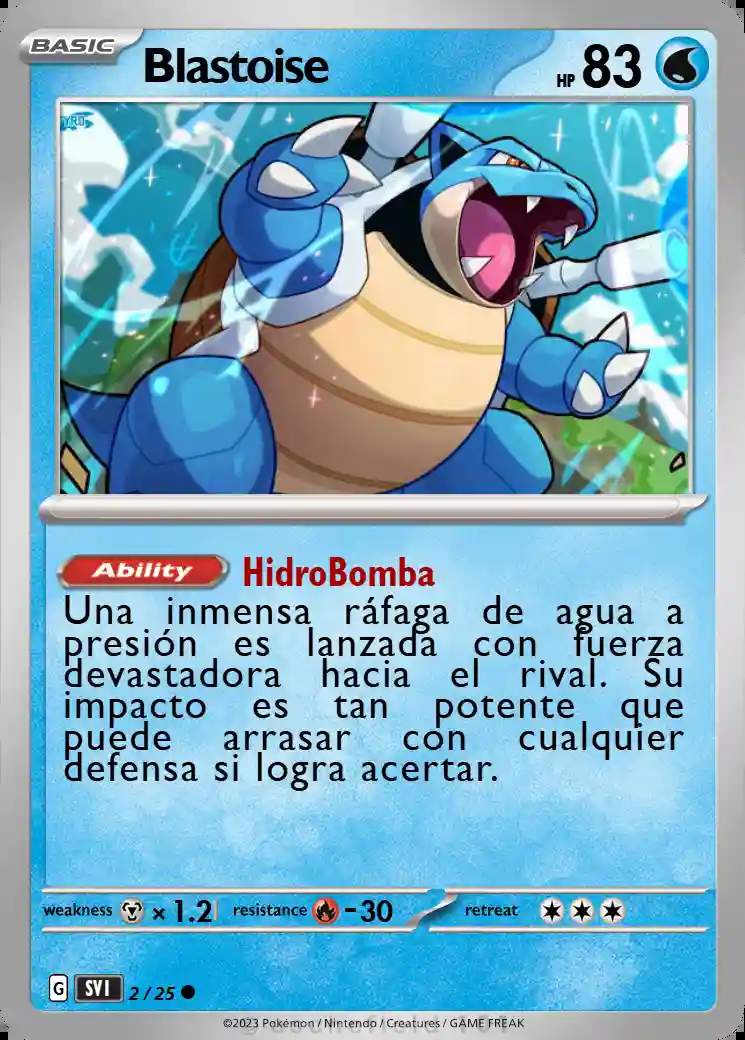 BASIC Blastoise HP 83
Ability HidroBomba
Una inmensa ráfaga de agua a
presión es lanzada con fuerza
devastadora hacia el rival. Su
impacto es tan potente que
puede arrasar con cualquier
defensa si logra acertar.
weakness × 1.2 resistance -30 retreat
G SVI 2 / 25
©2023 Pokémon / Nintendo / Creatures / GAME FREAK